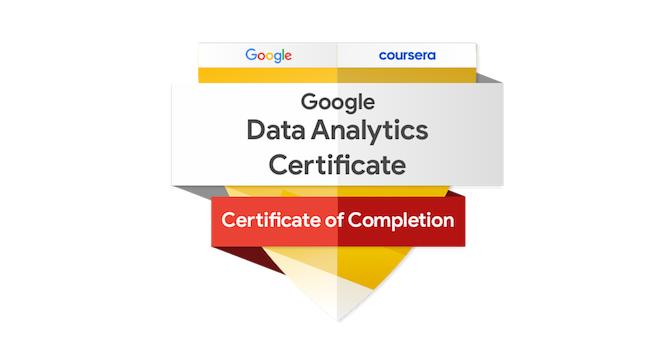 Google coursera
Google
Data Analytics
Certificate
Certificate of Completion